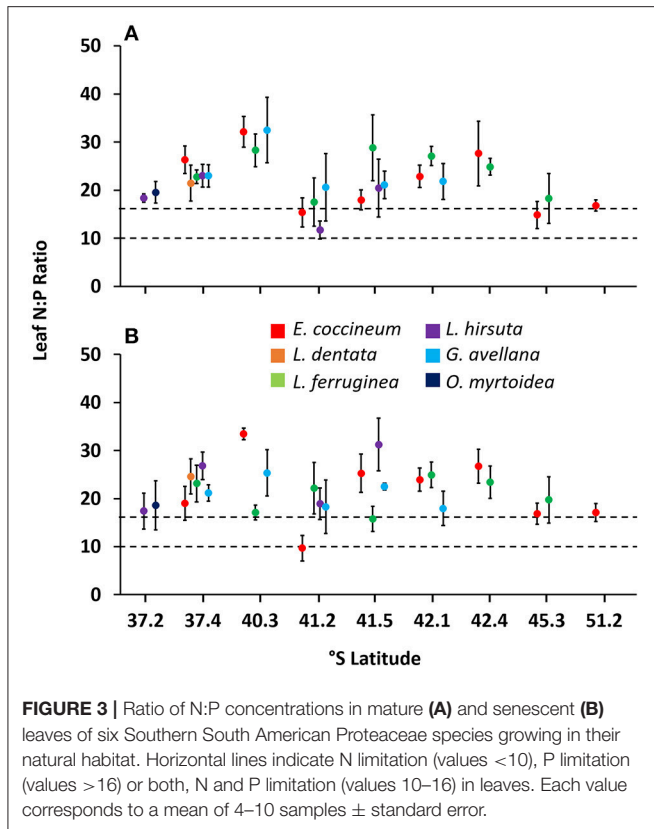 A
50
40
30
20
10
0
Leaf N:P Ratio
B
E. coccineum
L. hirsuta
L. dentata
G. avellana
L. ferruginea
O. myrtoidea
50
40
30
20
10
0
37.2 37.4 40.3 41.2 41.5 42.1 42.4 45.3 51.2
°S Latitude
FIGURE 3 | Ratio of N:P concentrations in mature (A) and senescent (B)
leaves of six Southern South American Proteaceae species growing in their
natural habitat. Horizontal lines indicate N limitation (values <10), P limitation
(values >16) or both, N and P limitation (values 10–16) in leaves. Each value
corresponds to a mean of 4–10 samples ± standard error.